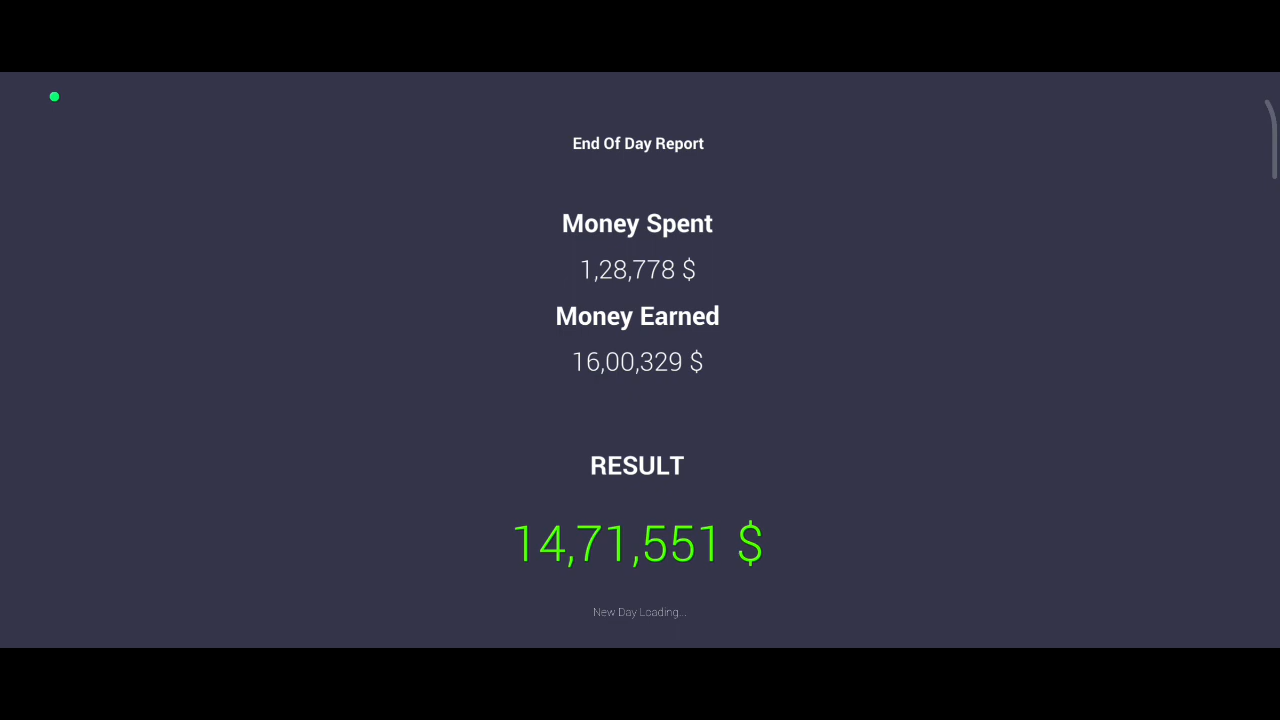 End Of Day Report
Money Spent
1,28,778 $
Money Earned
16,00,329 $
RESULT
14,71,551 $
New Day Loading...